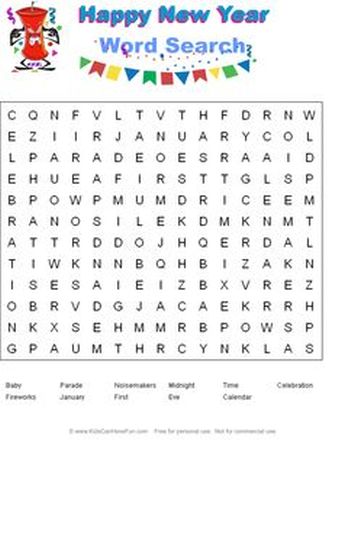 Happy New Year
Word Search
C Q N F V L T V T H F D R N W
E Z I I R J A N U A R Y C O L
L P A R A D E O E S R A A I D
E H U E A F I R S T T G L S P
B P O W P M U M D R I C E E M
R A N O S I L E K D M K N M T
A T T R D D O J H Q E R D A L
T I W K N N B Q H B I Z A K N
I S E S A I E I Z B X V R E Z
O B R V D G J A C A E K R R H
N K X S E H M M R B P O W S P
G P A U M T H R C Y N K L A S
Baby Parade Noisemakers Midnight Time Celebration
Fireworks January First Eve Calendar
© www.KidsCanHaveFun.com Free for personal use. Not for commercial use.